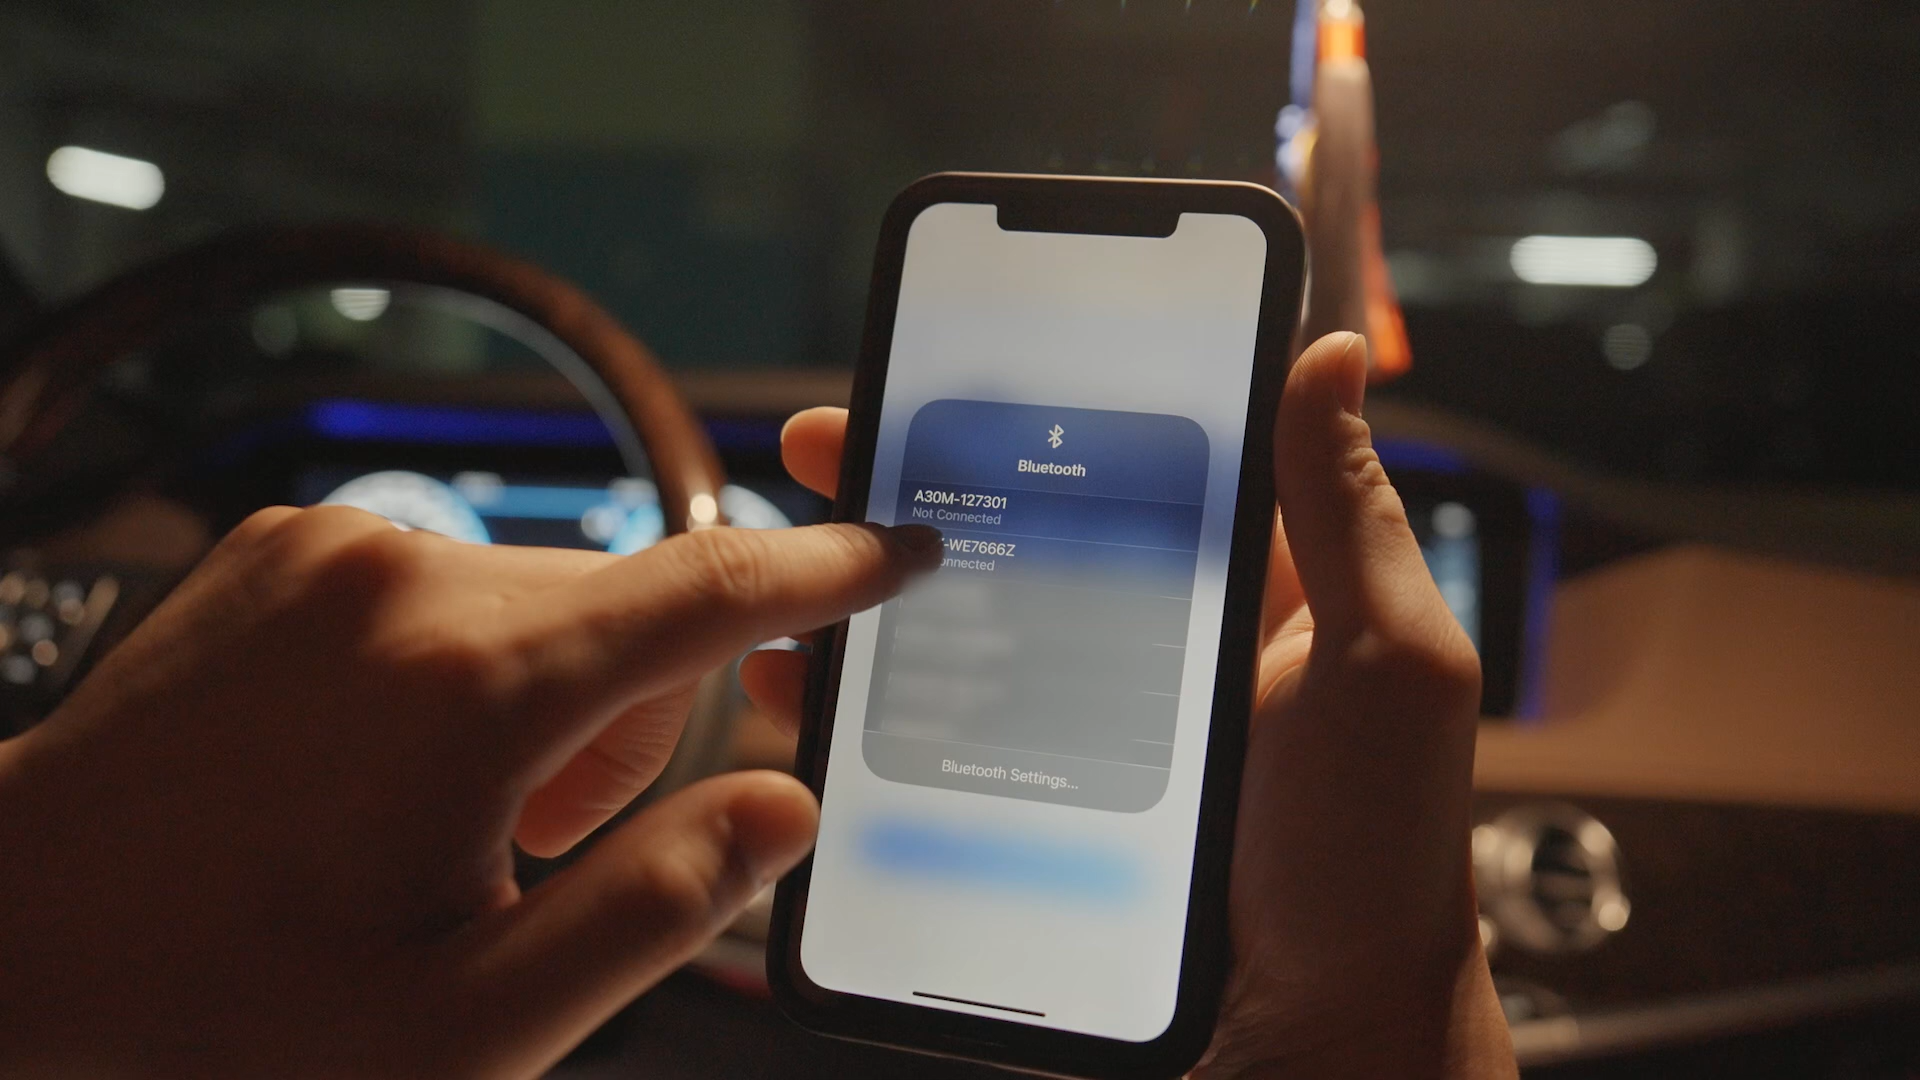 Bluetooth
A30M-127301
Not Connected
-WE7666Z
onnected
Bluetooth Settings...